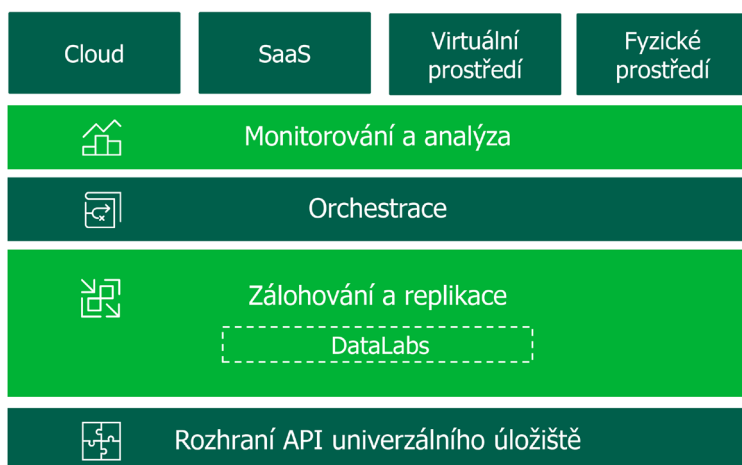 Cloud
SaaS
Virtuální
prostředí
Fyzické
prostředí
Monitorování a analýza
Orchestrace
Zálohování a replikace
DataLabs
Rozhraní API univerzálního úložiště